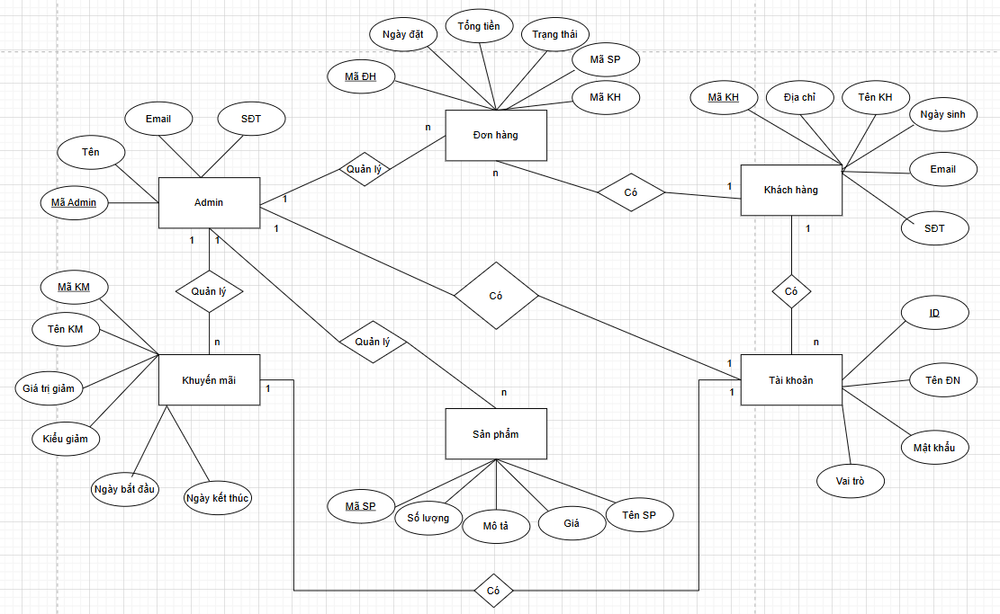 Tổng tiền
Ngày đặt
Trạng thái
Mã SP
Mã ĐH
Mã KH
Mã KH
Địa chỉ
Tên KH
Ngày sinh
Email
SĐT
n
Đơn hàng
Tên
Quản lý
n
Email
Có
1
Khách hàng
Mã Admin
Admin
1
1
1
SĐT
1
1
Mã KM
Quản lý
Có
Có
ID
Tên KM
n
Quản lý
n
1
Giá trị giảm
Khuyến mãi
1
n
1
Tài khoản
Tên ĐN
Kiểu giảm
Sản phẩm
Mật khẩu
Ngày bắt đầu
Ngày kết thúc
Vai trò
Mã SP
Số lượng
Mô tả
Giá
Tên SP
Có